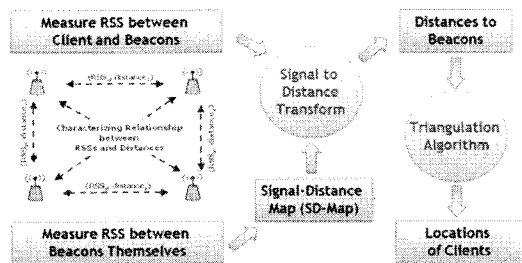 Measure RSS between
Client and Beacons
Distances to
Beacons
Signal to
Distance
Transform
Characterizing Relationship
between
RSSs and Distances
Triangulation
Algorithm
Signal-Distance
Map (SD-Map)
Measure RSS between
Beacons Themselves
Locations
of Clients